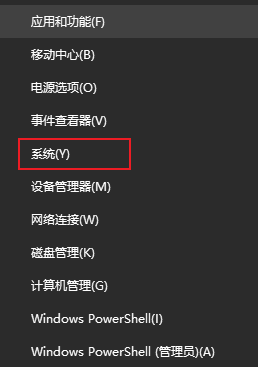 应用和功能(F)
移动中心(B)
电源选项(O)
事件查看器(V)
系统(Y)
设备管理器(M)
网络连接(W)
磁盘管理(K)
计算机管理(G)
Windows PowerShell(I)
Windows PowerShell (管理员)(A)